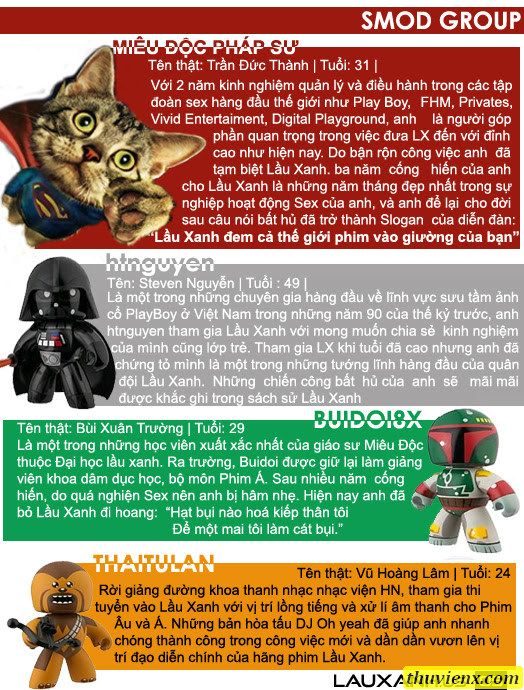 SMOD GROUP
MIÊU ĐỘC PHÁP SƯ
Tên thật: Trần Đức Thành | Tuổi: 31 |
Với 2 năm kinh nghiệm quản lý và điều hành trong các tập
đoàn sex hàng đầu thế giới như Play Boy, FHM, Privates,
Vivid Entertaiment, Digital Playground, anh là người góp
phần quan trọng trong việc đưa LX đến với đỉnh
cao như hiện nay. Do bận rộn công việc anh đã
tạm biệt Lầu Xanh. ba năm cống hiến của anh
cho Lầu Xanh là những năm tháng đẹp nhất trong sự
nghiệp hoạt động Sex của anh, và anh để lại cho đời
sau câu nói bất hủ đã trở thành Slogan của diễn đàn:
"Lầu Xanh đem cả thế giới phim vào giường của bạn"
htnguyen
Tên: Steven Nguyễn | Tuổi : 49 |
Là một trong những chuyên gia hàng đầu về lĩnh vực sưu tầm ảnh
cổ PlayBoy ở Việt Nam trong những năm 90 của thế kỷ trước, anh
htnguyen tham gia Lầu Xanh với mong muốn chia sẻ kinh nghiệm
của mình cũng lớp trẻ. Tham gia LX khi tuổi đã cao nhưng anh đã
chứng tỏ mình là một trong những tướng lĩnh hàng đầu của quân
đội Lầu Xanh. Những chiến công bất hủ của anh sẽ mãi mãi
được khắc ghi trong sách sử Lầu Xanh
BUIDOI8X
Tên thật: Bùi Xuân Trường | Tuổi: 29
Là một trong những học viên xuất xắc nhất của giáo sư Miêu Độc
thuộc Đại học lầu xanh. Ra trường, Buidoi được giữ lại làm giảng
viên khoa dâm dục học, bộ môn Phim Á. Sau nhiều năm cống
hiến, do quá nghiện Sex nên anh bị hâm nhẹ. Hiện nay anh đã
bỏ Lầu Xanh đi hoang: "Hạt bụi nào hoá kiếp thân tôi
Để một mai tôi làm cát bụi."
THAITULAN
Tên thật: Vũ Hoàng Lâm | Tuổi: 24
Rời giảng đường khoa thanh nhạc nhạc viện HN, tham gia thi
tuyển vào Lầu Xanh với vị trí lồng tiếng và xử lí âm thanh cho Phim
Âu và Á. Những bản hòa tấu DJ Oh yeah đã giúp anh nhanh
chóng thành công trong công việc mới và dần dần vươn lên vị
trí đạo diễn chính của hãng phim Lầu Xanh.
thuvienx.com